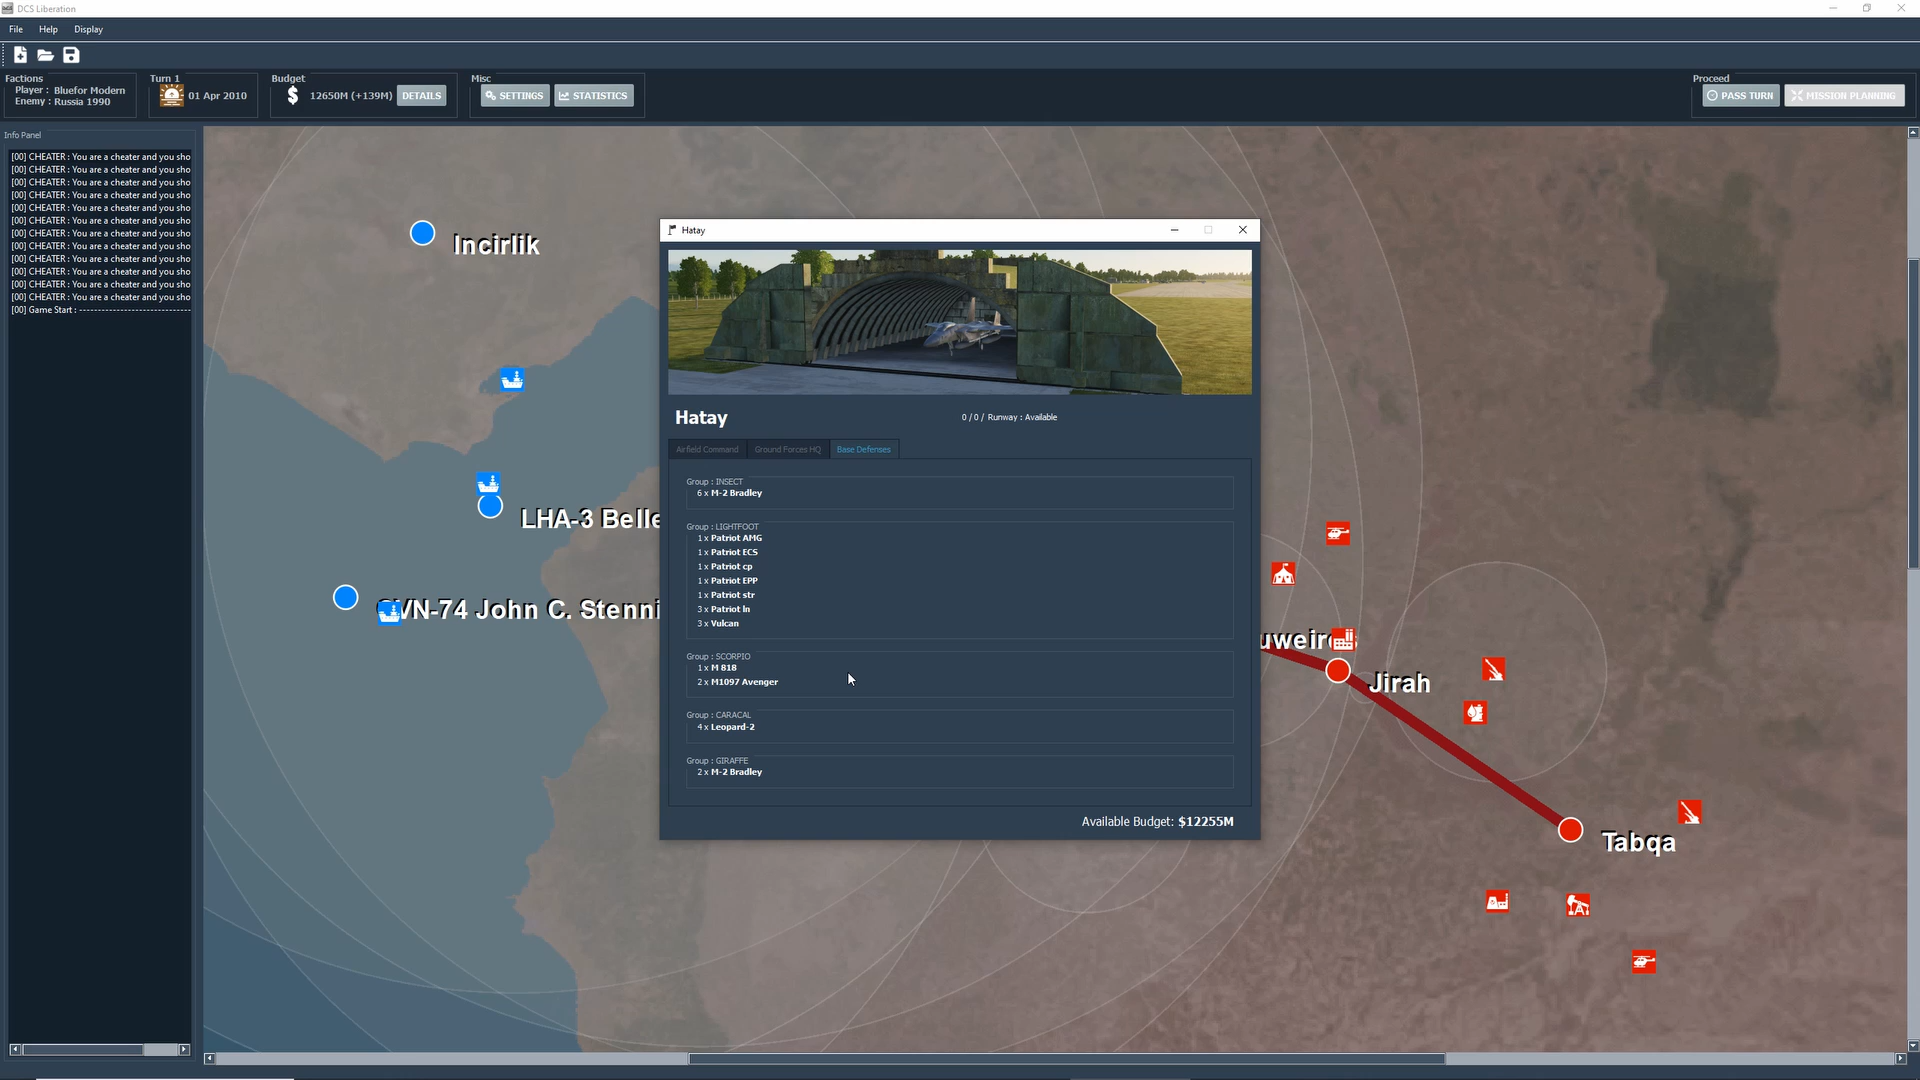 DCS Liberation
File Help Display
Factions
Player : Bluefor Modern
Enemy : Russia 1990
Turn 1
01 Apr 2010
Budget
12650M (+139M) DETAILS
Misc
SETTINGS STATISTICS
Proceed
PASS TURN MISSION PLANNING
Info Panel
[00] CHEATER : You are a cheater and you sho
[00] CHEATER : You are a cheater and you sho
[00] CHEATER : You are a cheater and you sho
[00] CHEATER : You are a cheater and you sho
[00] CHEATER : You are a cheater and you sho
[00] CHEATER : You are a cheater and you sho
[00] CHEATER : You are a cheater and you sho
[00] CHEATER : You are a cheater and you sho
[00] CHEATER : You are a cheater and you sho
[00] CHEATER : You are a cheater and you sho
[00] CHEATER : You are a cheater and you sho
[00] CHEATER : You are a cheater and you sho
[00] Game Start : ------------------------------
Incirlik
LHA-3 Belle
VN-74 John C. Stenni
Hatay
Hatay
0 / 0 / Runway : Available
Airfield Command Ground Forces HQ Base Defenses
Group : INSECT
6 x M-2 Bradley
Group : LIGHTFOOT
1 x Patriot AMG
1 x Patriot ECS
1 x Patriot cp
1 x Patriot EPP
1 x Patriot str
3 x Patriot ln
3 x Vulcan
Group : SCORPIO
1 x M 818
2 x M1097 Avenger
Group : CARACAL
4 x Leopard-2
Group : GIRAFFE
2 x M-2 Bradley
Available Budget: $12255M
uweir
Jirah
Tabqa